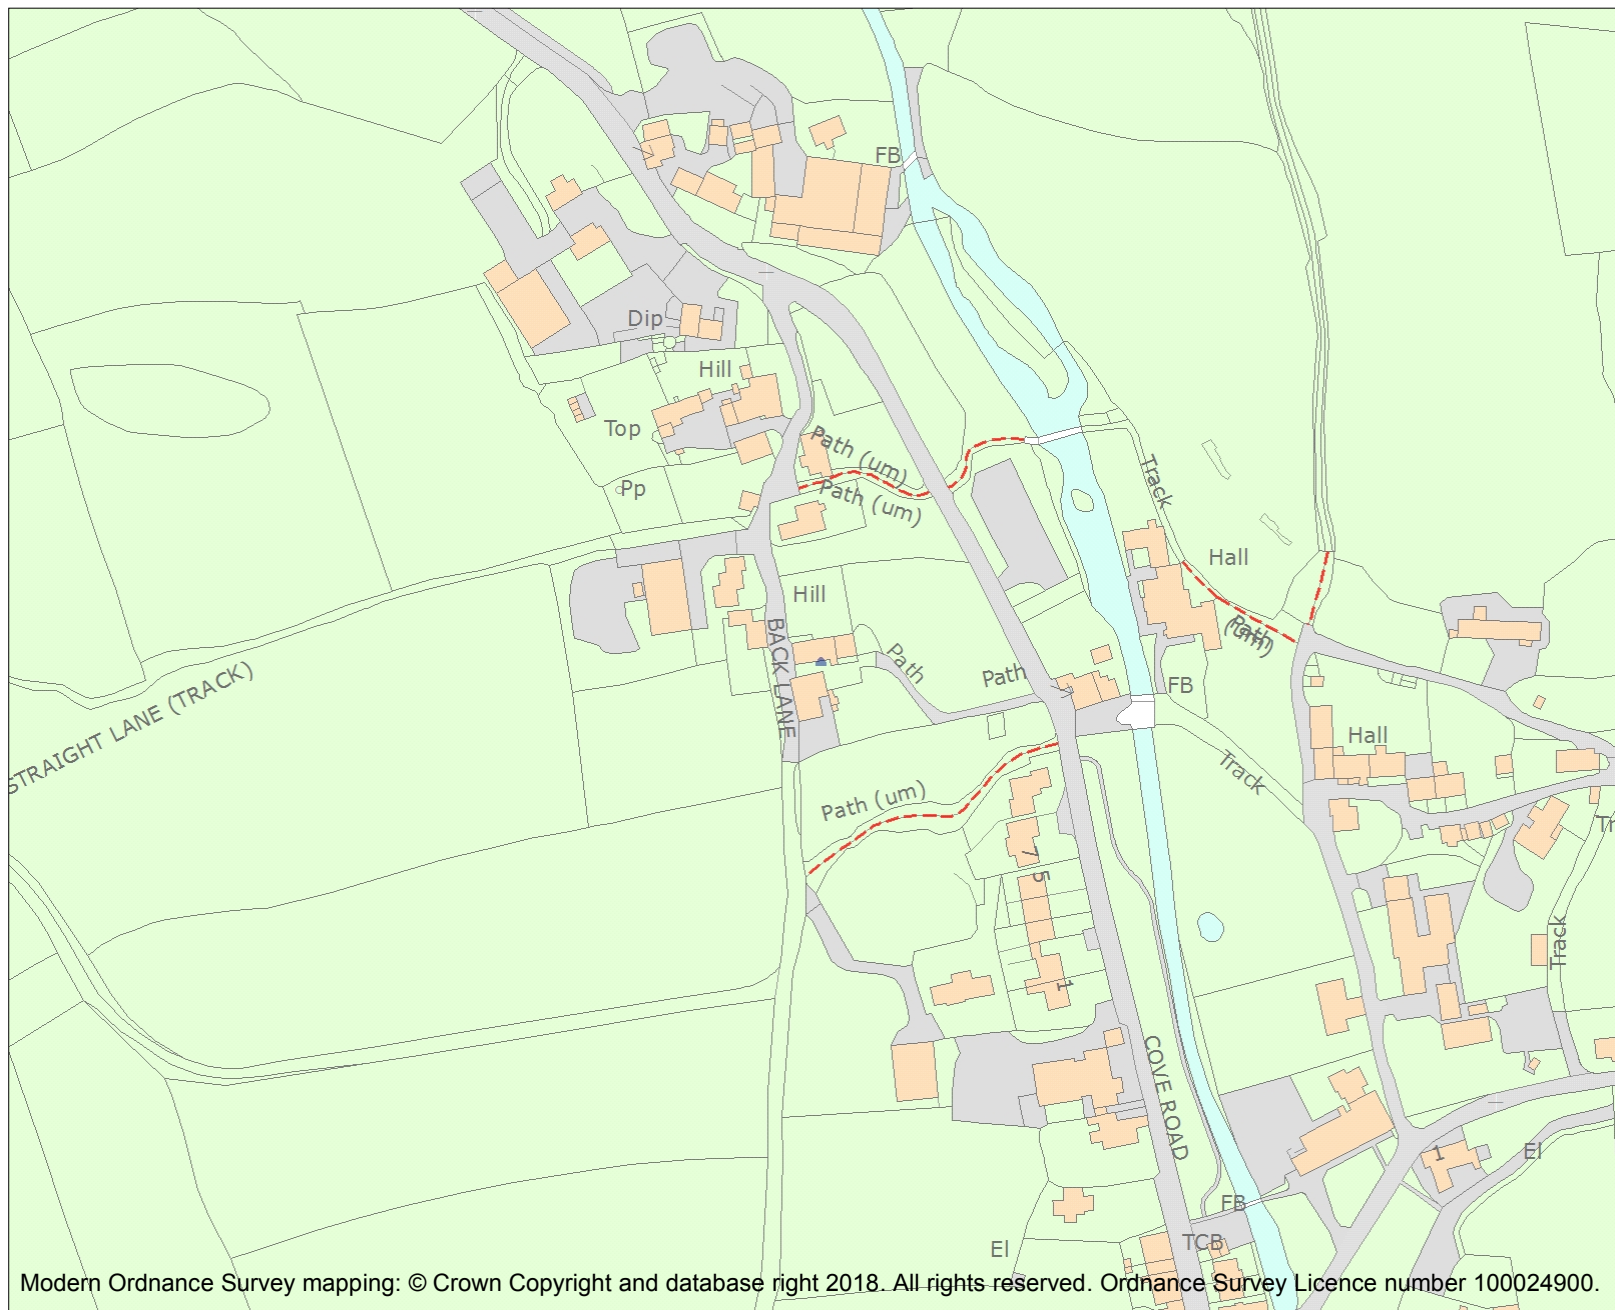 FB
Dip
Hill
Top
Pp
Path (um)
Path (um)
Track
Hall
Path
(um)
Hill
BACK LANE
Path
Path
FB
STRAIGHT LANE (TRACK)
Hall
Track
Path (um)
7
5
1
Track
COVE ROAD
1
El
FB
TCB
El
Modern Ordnance Survey mapping: © Crown Copyright and database right 2018. All rights reserved. Ordnance Survey Licence number 100024900.